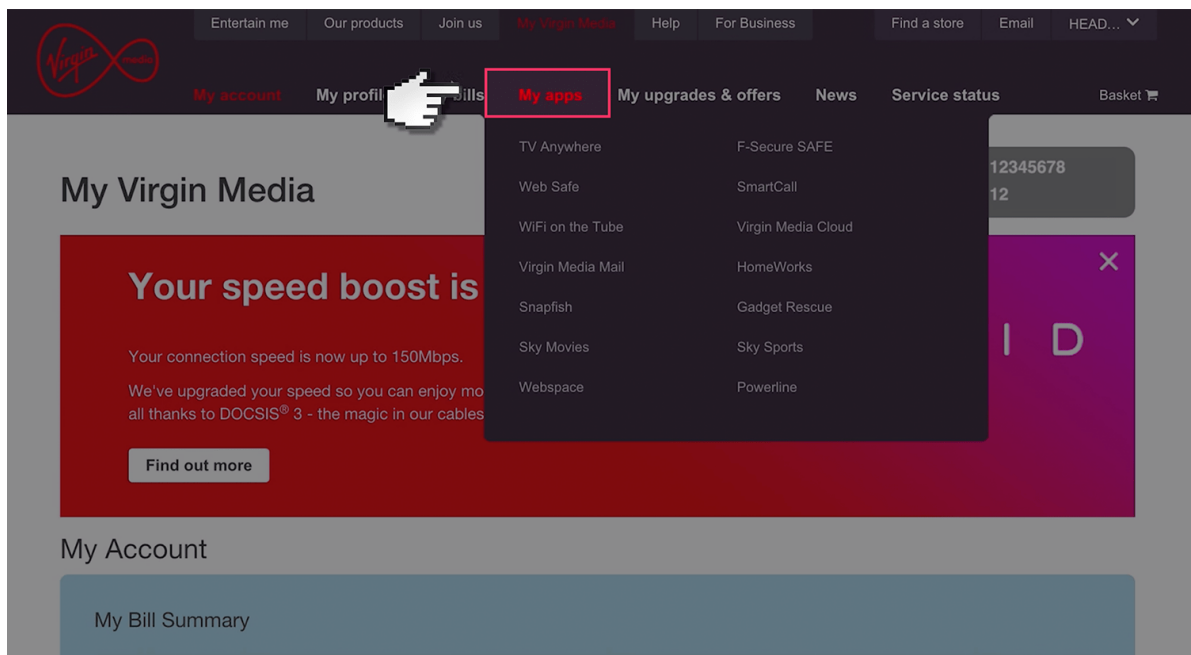 Entertain me Our products Join us My Virgin Media Help For Business Find a store Email HEAD...
Virgin media
My account My profil ills My apps My upgrades & offers News Service status Basket
TV Anywhere F-Secure SAFE
Web Safe SmartCall
WiFi on the Tube Virgin Media Cloud
Virgin Media Mail HomeWorks
Snapfish Gadget Rescue
Sky Movies Sky Sports
Webspace Powerline
12345678
12
My Virgin Media
Your speed boost is
I D
Your connection speed is now up to 150Mbps.
We've upgraded your speed so you can enjoy mo
all thanks to DOCSIS® 3 - the magic in our cables
Find out more
My Account
My Bill Summary